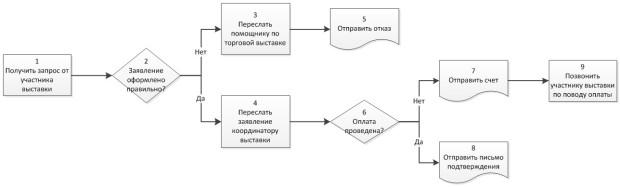 1
Получить запрос от
участника
выставки
2
Заявление
оформлено
правильно?
Нет
Да
3
Переслать
помощнику по
торговой выставке
5
Отправить отказ
4
Переслать
заявление
координатору
выставки
6
Оплата
проведена?
Нет
Да
7
Отправить счет
9
Позвонить
участнику выставки
по поводу оплаты
8
Отправить письмо
подтверждения